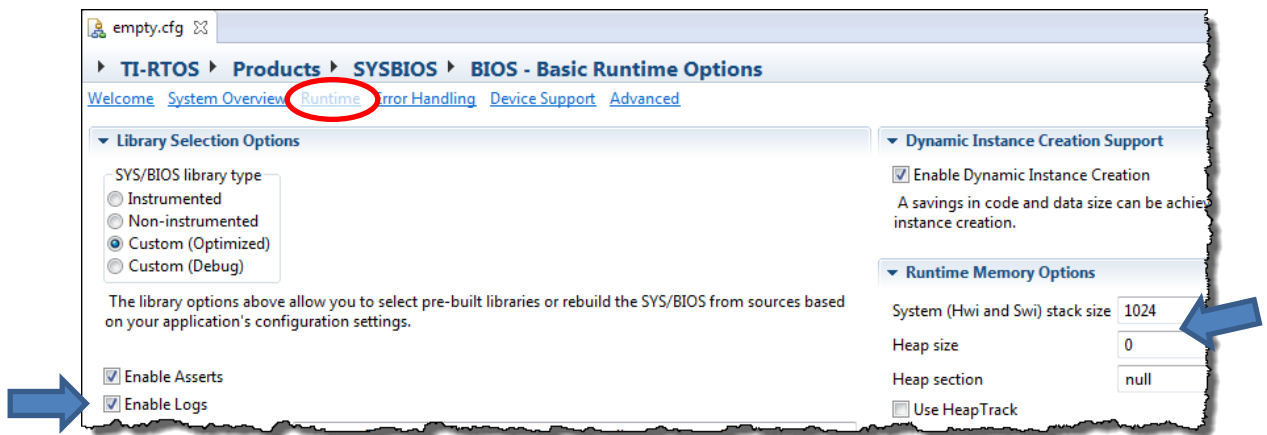 empty.cfg
TI-RTOS Products SYSBIOS BIOS - Basic Runtime Options
Welcome System Overview Runtime Error Handling Device Support Advanced
Library Selection Options
SYS/BIOS library type
Instrumented
Non-instrumented
Custom (Optimized)
Custom (Debug)
The library options above allow you to select pre-built libraries or rebuild the SYS/BIOS from sources based
on your application's configuration settings.
Enable Asserts
Enable Logs
Dynamic Instance Creation Support
Enable Dynamic Instance Creation
A savings in code and data size can be
instance creation.
Runtime Memory Options
System (Hwi and Swi) stack size 1024
Heap size 0
Heap section null
Use HeapTrack